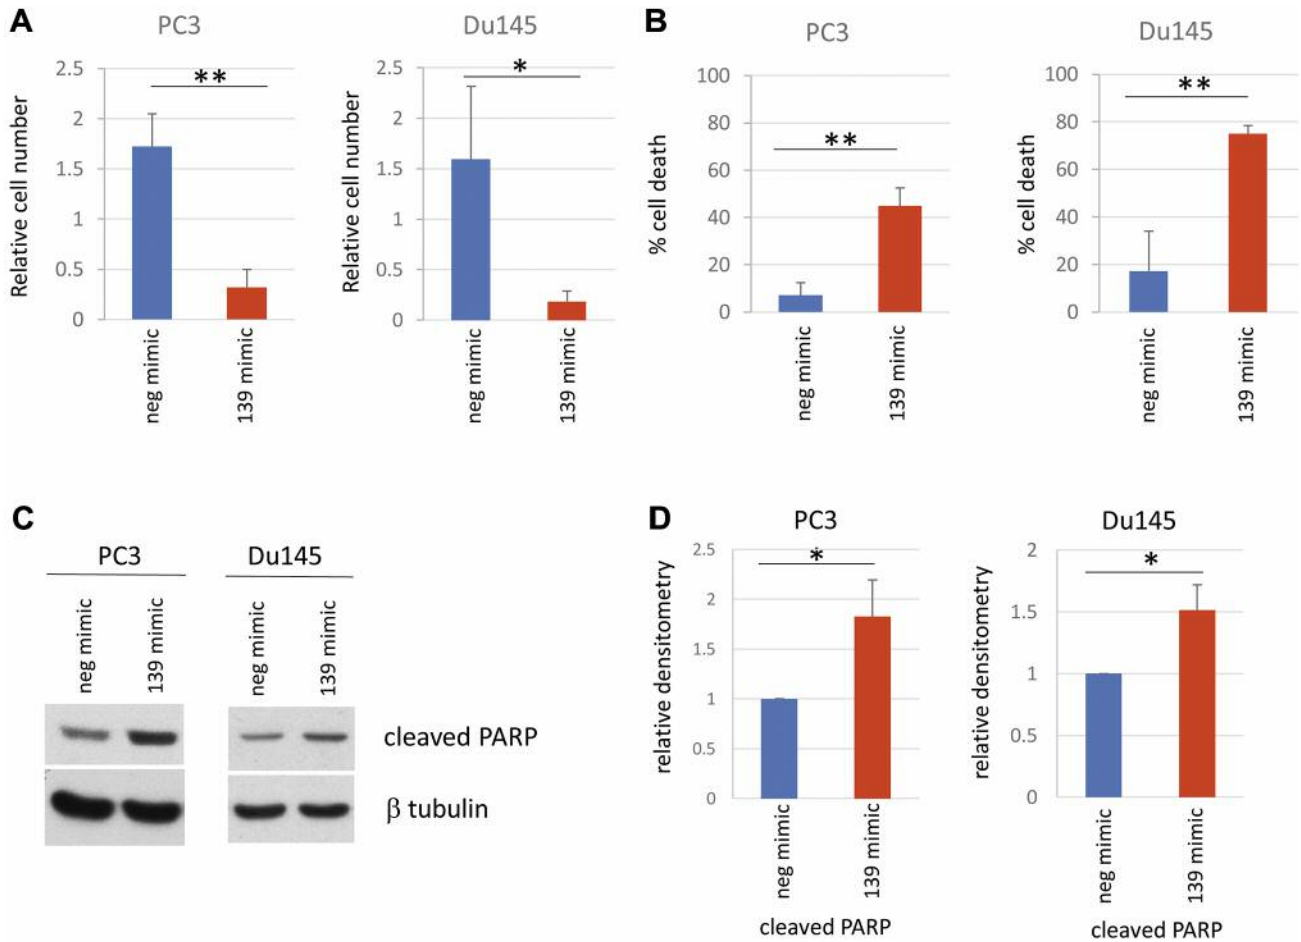 A
PC3
Du145
B
PC3
Du145
Relative cell number
2.5
2
1.5
1
0.5
0
**
neg mimic
139 mimic
Relative cell number
2.5
2
1.5
1
0.5
0
*
neg mimic
139 mimic
% cell death
100
80
60
40
20
0
**
neg mimic
139 mimic
% cell death
100
80
60
40
20
0
**
neg mimic
139 mimic
C
PC3
Du145
neg mimic
139 mimic
neg mimic
139 mimic
cleaved PARP
β tubulin
D
PC3
relative densitometry
2.5
2
1.5
1
0.5
0
*
neg mimic
139 mimic
cleaved PARP
Du145
relative densitometry
2
1.5
1
0.5
0
*
neg mimic
139 mimic
cleaved PARP